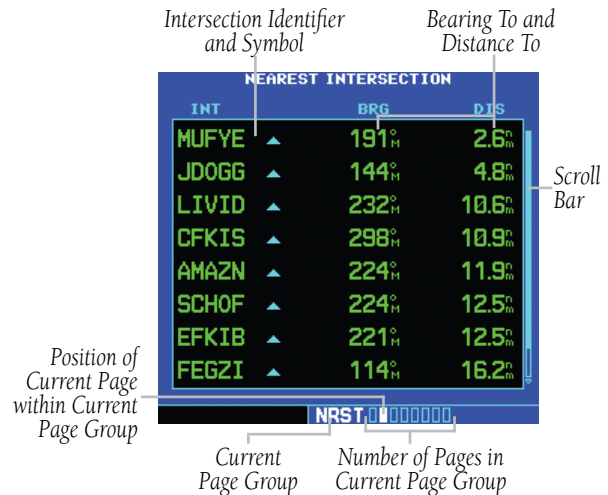 Intersection Identifier
and Symbol
Bearing To and
Distance To
NEAREST INTERSECTION
INT BRG DIS
MUFYE 191°M 2.6nm
JDOGG 144°M 4.8nm
LIVID 232°M 10.6nm
CFKIS 298°M 10.9nm
AMAZN 224°M 11.9nm
SCHOF 224°M 12.5nm
EFKIB 221°M 12.5nm
FEGZI 114°M 16.2nm
Scroll
Bar
Position of
Current Page
within Current
Page Group
NRST
Current
Page Group
Number of Pages in
Current Page Group